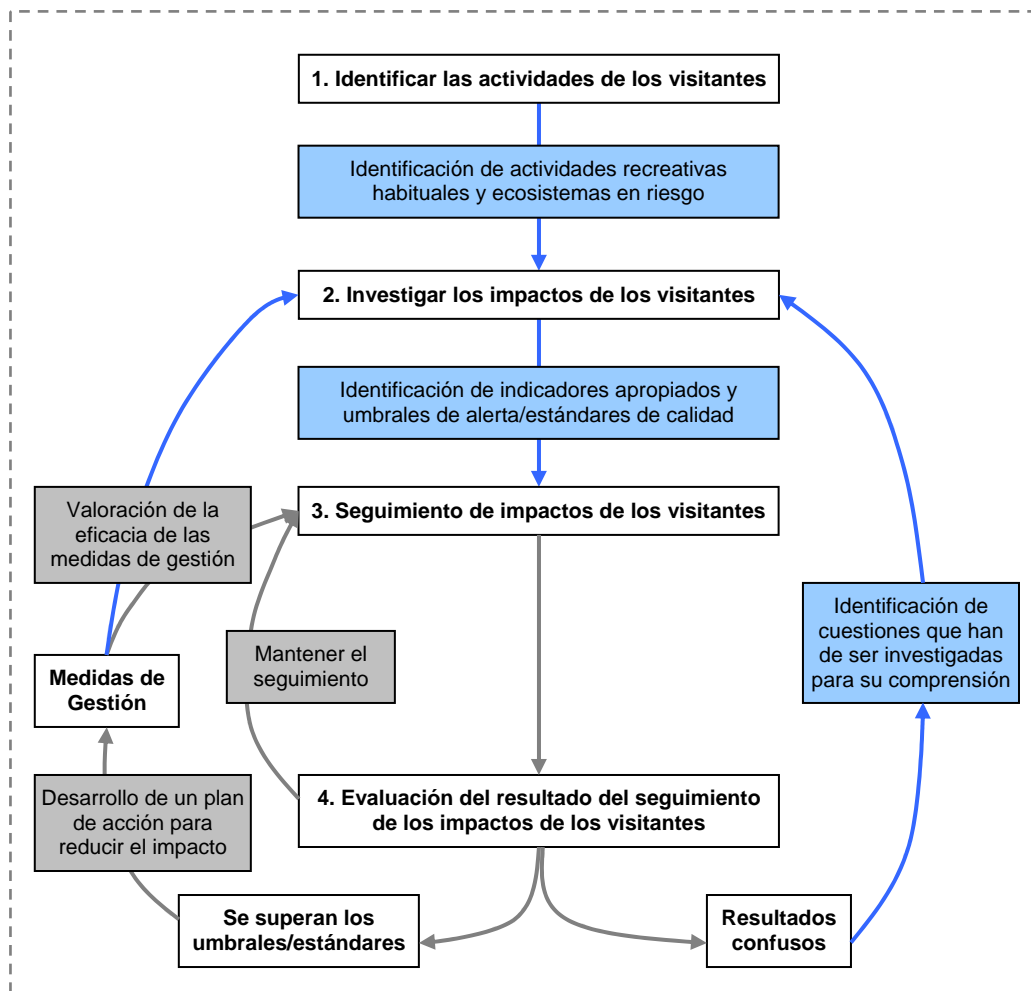 1. Identificar las actividades de los visitantes
Identificación de actividades recreativas
habituales y ecosistemas en riesgo
2. Investigar los impactos de los visitantes
Identificación de indicadores apropiados y
umbrales de alerta/estándares de calidad
3. Seguimiento de impactos de los visitantes
Valoración de la
eficacia de las
medidas de gestión
Identificación de
cuestiones que han
de ser investigadas
para su comprensión
Mantener el
seguimiento
Medidas de
Gestión
4. Evaluación del resultado del seguimiento
de los impactos de los visitantes
Desarrollo de un plan
de acción para
reducir el impacto
Se superan los
umbrales/estándares
Resultados
confusos